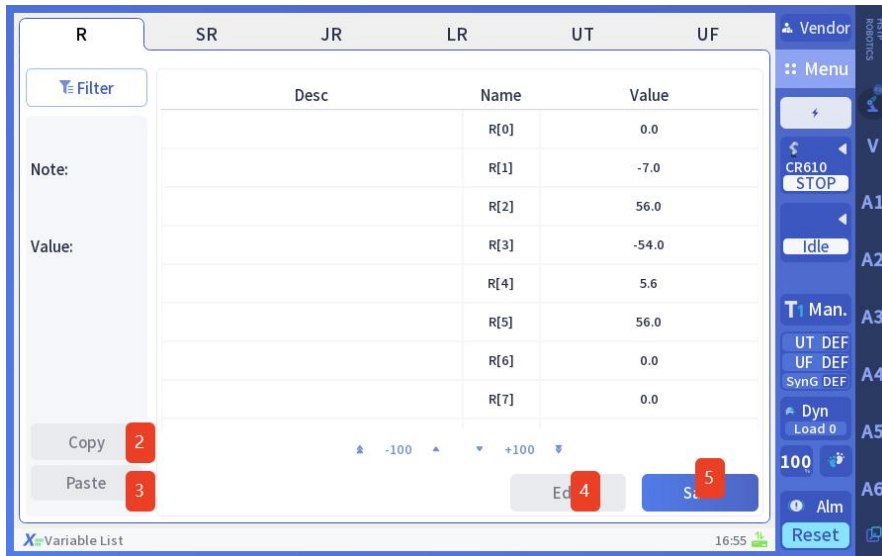 R SR JR LR UT UF
Filter
Desc Name Value
R[0] 0.0
R[1] -7.0
R[2] 56.0
R[3] -54.0
R[4] 5.6
R[5] 56.0
R[6] 0.0
R[7] 0.0
Note:
Value:
Copy 2
Paste 3
-100 +100
4
5
Variable List 16:55
Vendor
Menu
CR610
STOP
Idle
T1 Man.
UT DEF
UF DEF
SynG DEF
Dyn
Load 0
100 %
Alm
Reset
ROBOTICS
V
A1
A2
A3
A4
A5
A6